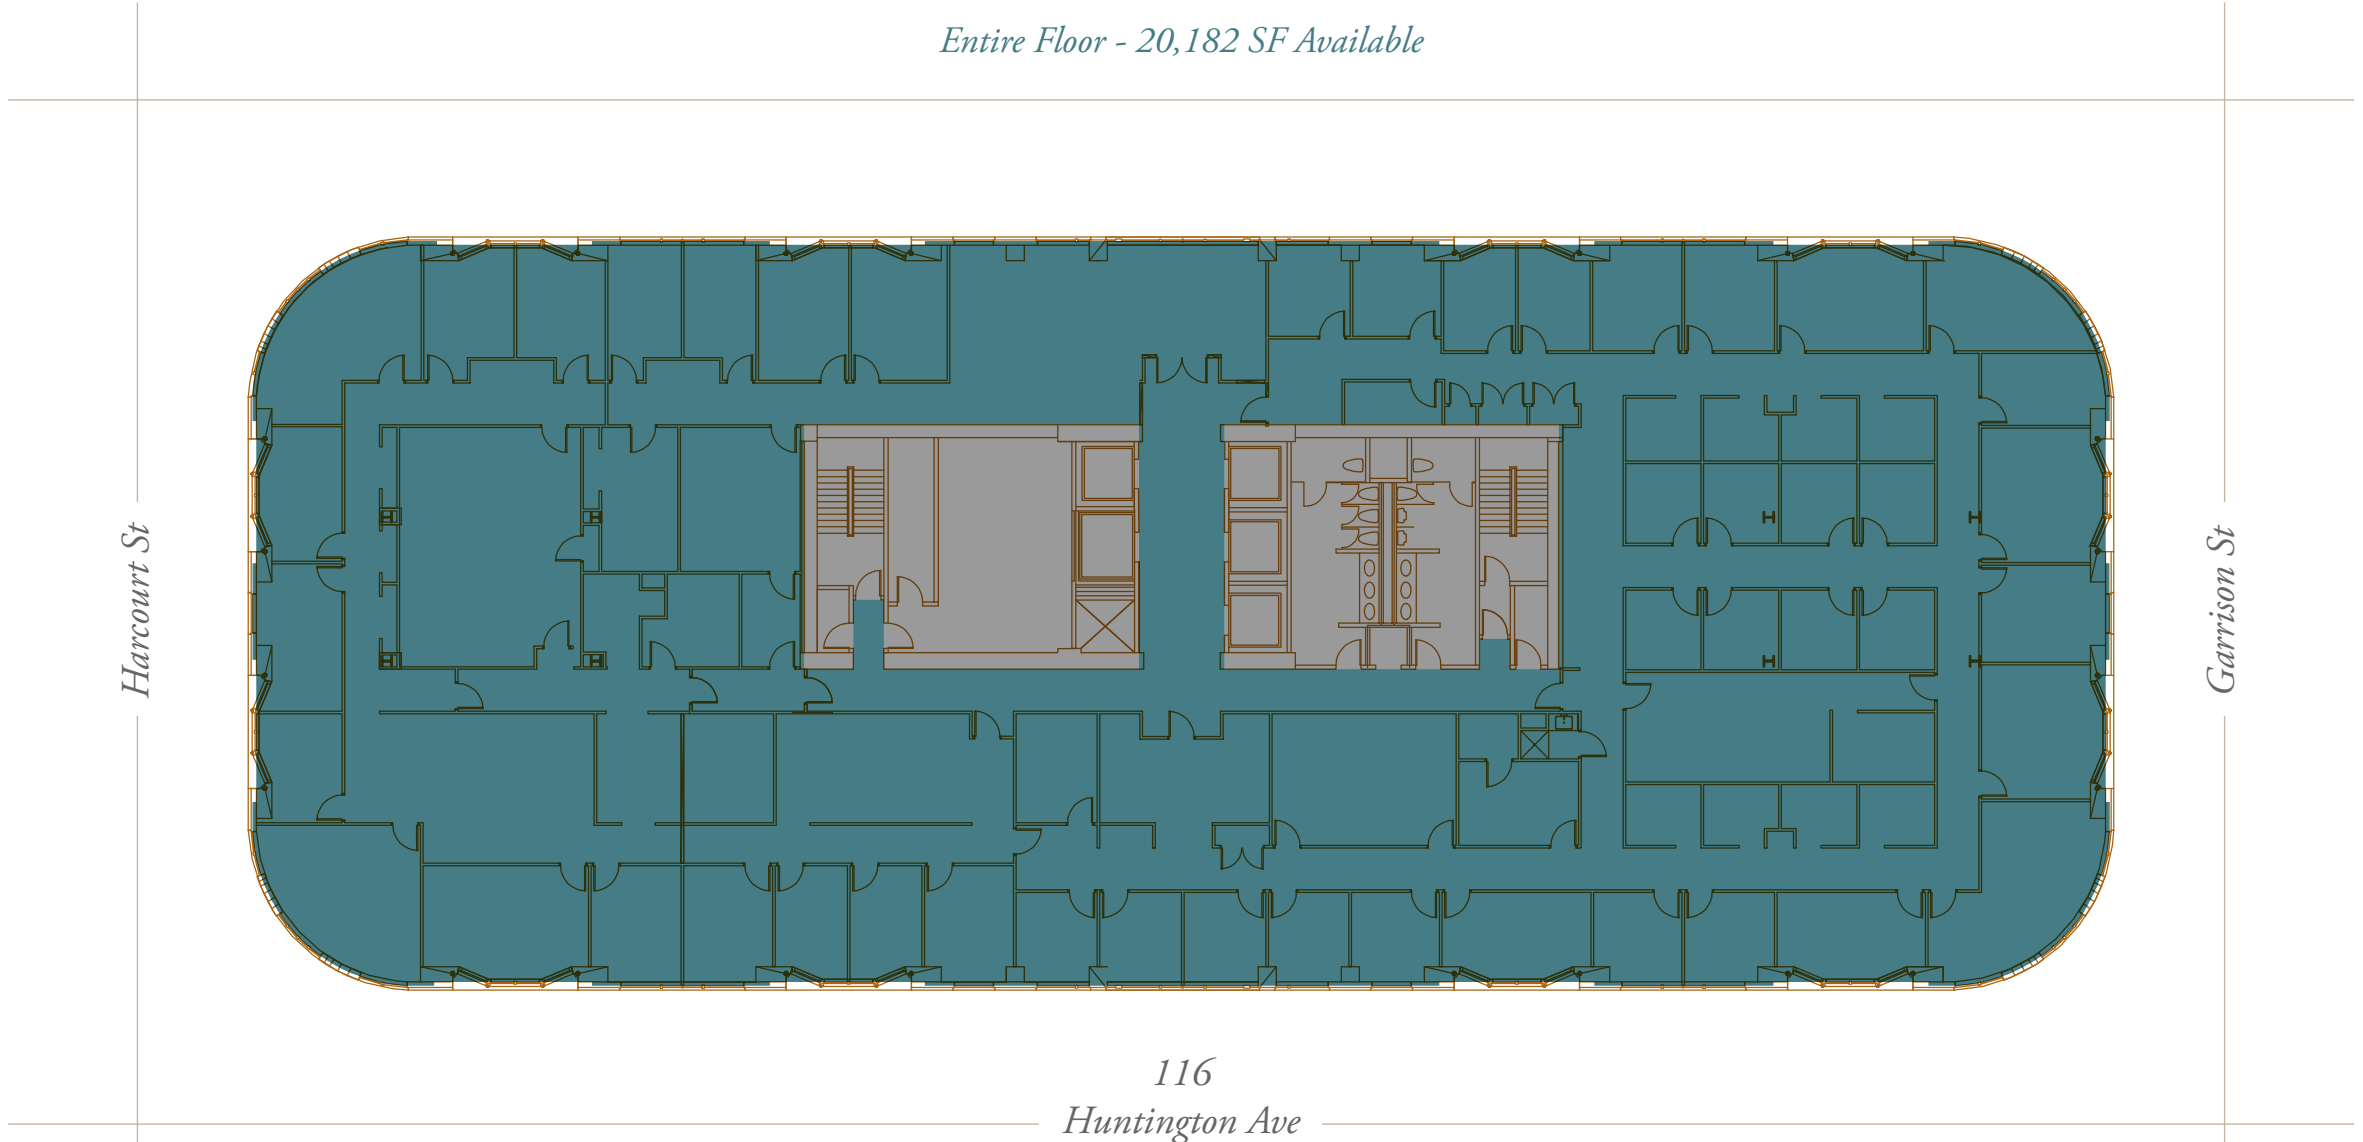 Entire Floor - 20,182 SF Available
Harcourt St
Garrison St
116
Huntington Ave